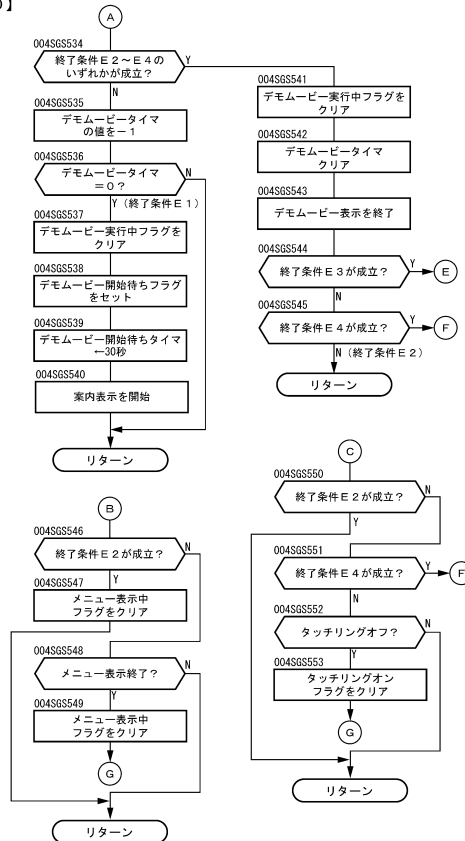 ０】
A
004SGS534
終了条件Ｅ２～Ｅ４の
いずれかが成立？
Y
N
004SGS535
デモムービータイマ
の値を－１
004SGS536
デモムービータイマ
＝０？
N
Y（終了条件Ｅ１）
004SGS537
デモムービー実行中フラグを
クリア
004SGS538
デモムービー開始待ちフラグ
をセット
004SGS539
デモムービー開始待ちタイマ
←30秒
004SGS540
案内表示を開始
リターン
004SGS541
デモムービー実行中フラグを
クリア
004SGS542
デモムービータイマ
クリア
004SGS543
デモムービー表示を終了
004SGS544
終了条件Ｅ３が成立？
Y
E
N
004SGS545
終了条件Ｅ４が成立？
Y
F
N（終了条件Ｅ２）
リターン
B
004SGS546
終了条件Ｅ２が成立？
N
Y
004SGS547
メニュー表示中
フラグをクリア
004SGS548
メニュー表示終了？
N
Y
004SGS549
メニュー表示中
フラグをクリア
G
リターン
C
004SGS550
終了条件Ｅ２が成立？
N
Y
004SGS551
終了条件Ｅ４が成立？
Y
F
N
004SGS552
タッチリングオフ？
N
Y
004SGS553
タッチリングオン
フラグをクリア
G
リターン